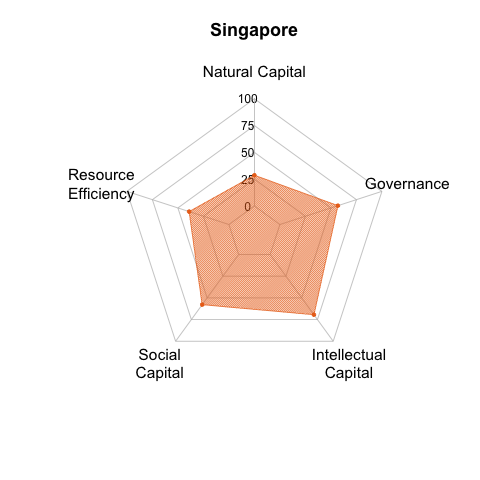 Singapore
Natural Capital
100
75
50
25
0
Resource
Efficiency
Governance
Social
Capital
Intellectual
Capital